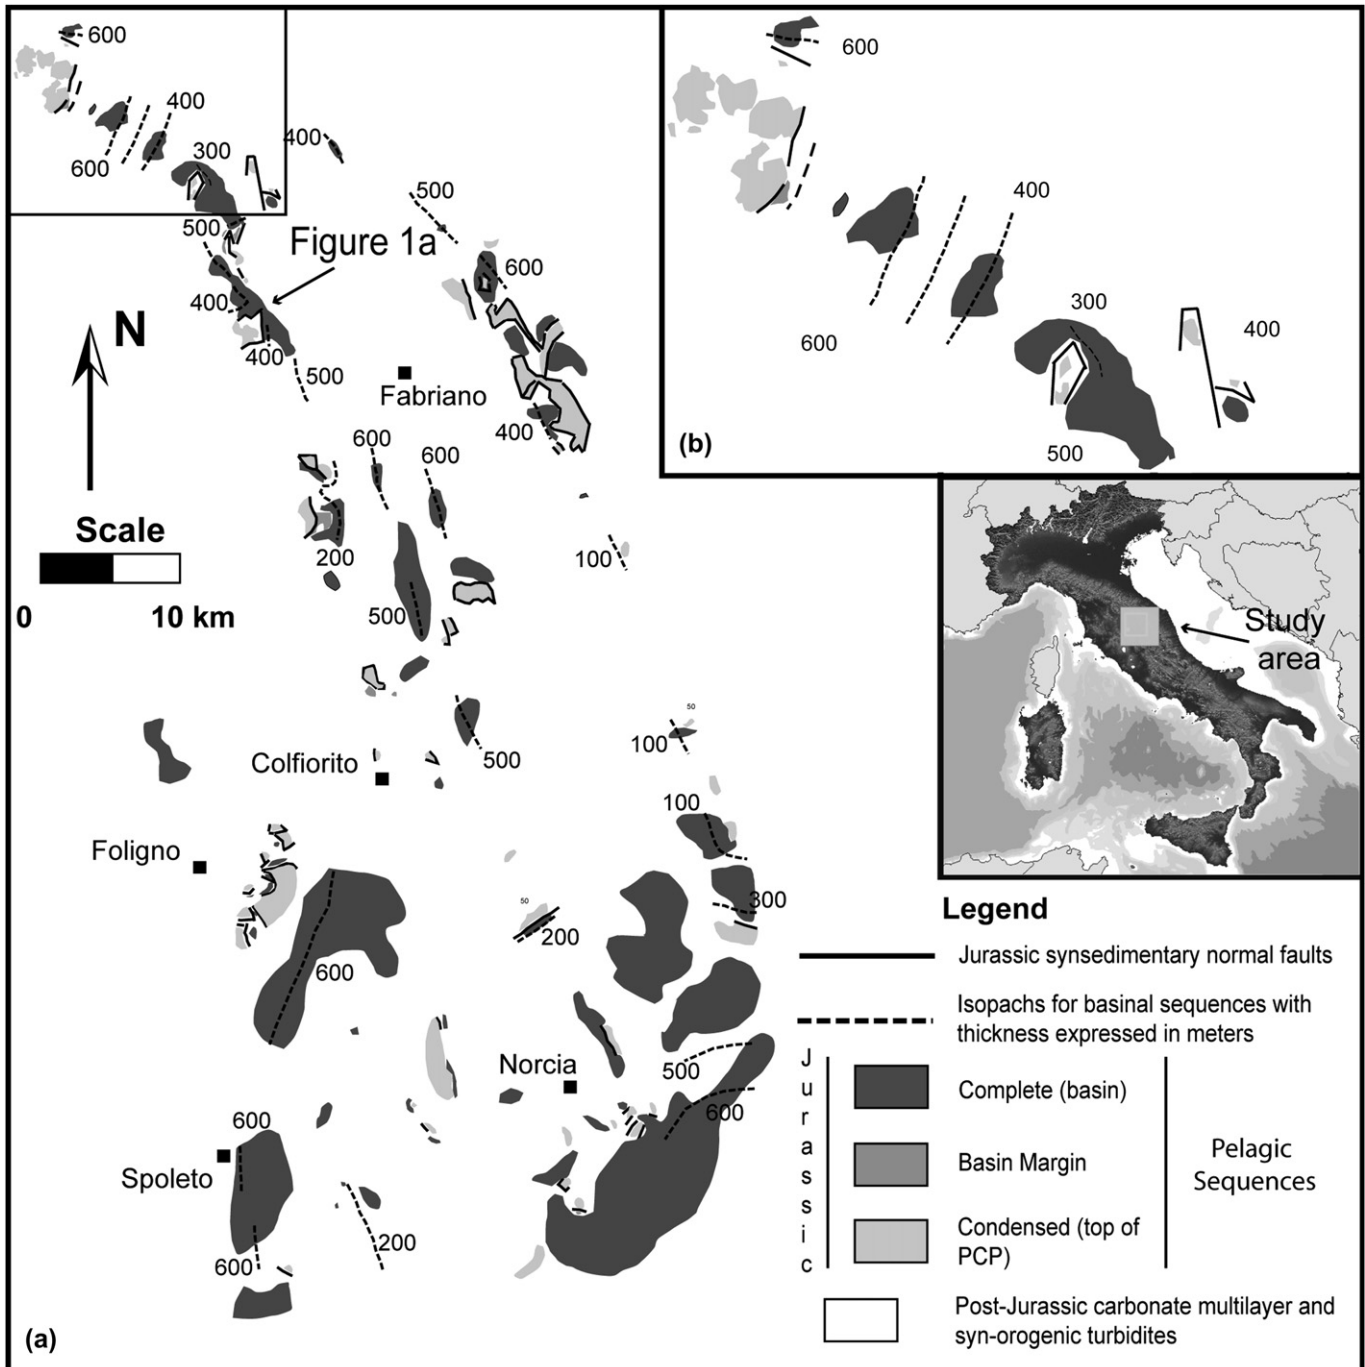 600
400
600
300
400
500
500
Figure 1a
400
400
500
600
N
Fabriano
400
600
600
Scale
0
10 km
200
500
100
50
100
500
Colfiorito
100
Foligno
300
50
200
600
Norcia
500
600
600
Spoleto
200
600
(a)
600
400
600
300
400
500
(b)
Study
area
Legend
Jurassic synsedimentary normal faults
Isopachs for basinal sequences with
thickness expressed in meters
Jurassic
Complete (basin)
Basin Margin
Condensed (top of
PCP)
Pelagic
Sequences
Post-Jurassic carbonate multilayer and
syn-orogenic turbidites